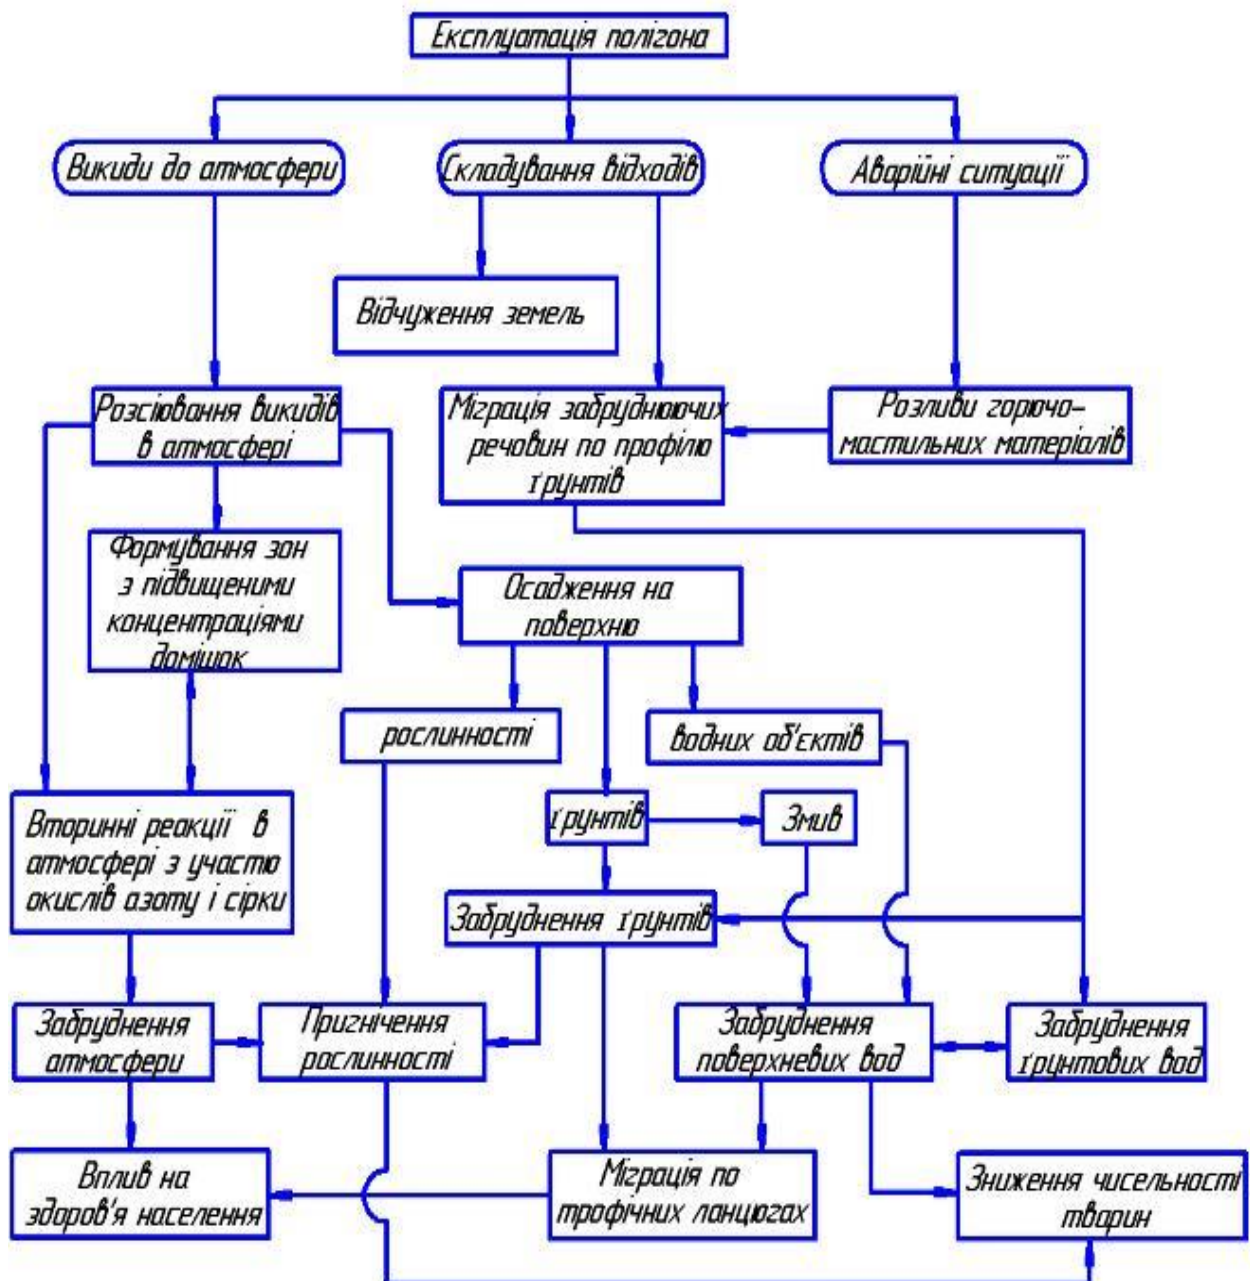 Експлуатація полігона
Викиди до атмосфери
Складування відходів
Аварійні ситуації
Відчуження земель
Розсіювання викидів
в атмосфері
Міграція забруднюючих
речовин по профілю
ґрунтів
Розливи горючо-
мастильних матеріалів
Формування зон
з підвищеними
концентраціями
домішок
Осадження на
поверхню
рослинності
водних об'єктів
Вторинні реакції в
атмосфері з участю
окислів азоту і сірки
ґрунтів
Змив
Забруднення ґрунтів
Забруднення
атмосфери
Пригнічення
рослинності
Забруднення
поверхневих вод
Забруднення
ґрунтових вод
Вплив на
здоров'я населення
Міграція по
трофічних ланцюгах
Зниження чисельності
тварин